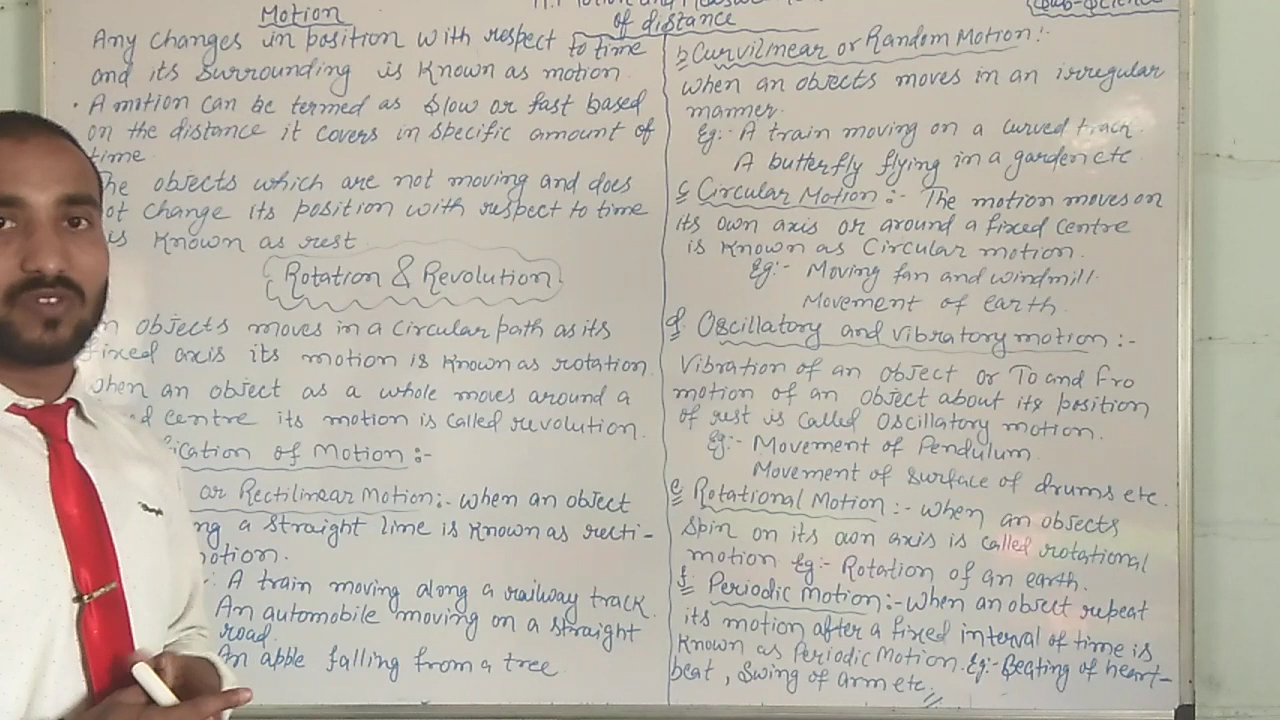 Motion
of distance
Any changes in position with respect to time
and its surrounding is known as motion.
• A motion can be termed as slow or fast based
on the distance it covers in specific amount of
time.
The objects which are not moving and does
not change its position with respect to time
is known as rest
Rotation & Revolution
objects moves in a circular path as its
fixed axis its motion is known as rotation.
When an object as a whole moves around a
centre its motion is called revolution.
ication of Motion :-
or Rectilinear Motion:- when an object
a straight line is known as recti-
motion.
A train moving along a railway track.
An automobile moving on a straight
road.
An apple falling from a tree
b Curvilinear or Random Motion:-
when an objects moves in an irregular
manner.
Eg:- A train moving on a curved track.
A butterfly flying in a garden etc
c Circular Motion :- The motion moves on
its own axis or around a fixed centre
is known as Circular motion.
Eg:- Moving fan and windmill.
Movement of earth.
d Oscillatory and vibratory motion :-
Vibration of an object or To and Fro
motion of an object about its position
of rest is called Oscillatory motion.
Eg:- Movement of Pendulum
Movement of surface of drums etc.
e Rotational Motion :- when an objects
spin on its own axis is called rotational
motion Eg:- Rotation of an earth.
f Periodic Motion:- when an object repeat
its motion after a fixed interval of time is
known as Periodic Motion. Eg:- Beating of heart-
beat, Swing of arm etc.